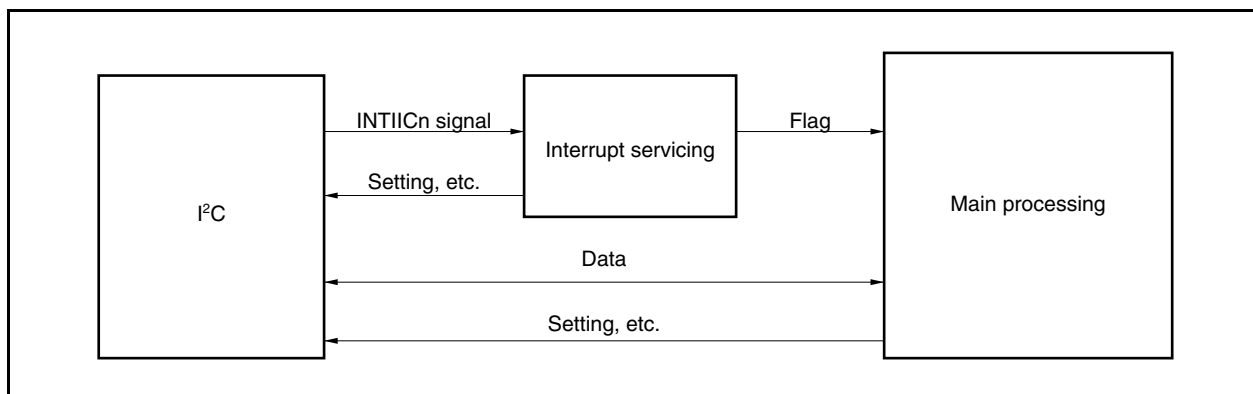 INTIICn signal
Flag
Interrupt servicing
Setting, etc.
I²C
Main processing
Data
Setting, etc.